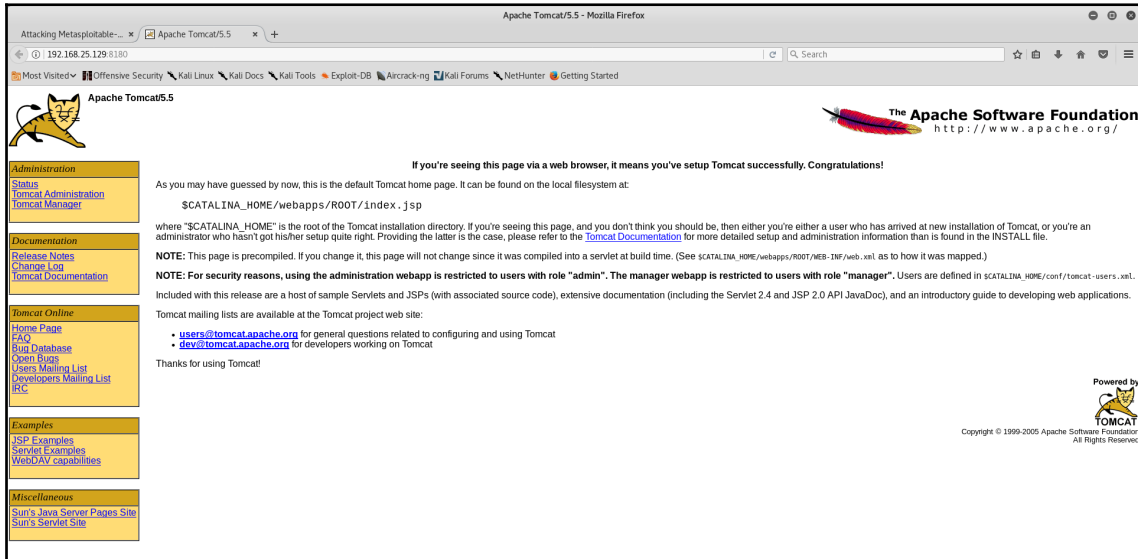 Apache Tomcat/5.5 - Mozilla Firefox
Attacking Metasploitable-...
Apache Tomcat/5.5
192.168.25.129:8180
Search
Most Visited
Offensive Security
Kali Linux
Kali Docs
Kali Tools
Exploit-DB
Aircrack-ng
Kali Forums
NetHunter
Getting Started
Apache Tomcat/5.5
The Apache Software Foundation
http://www.apache.org/
Administration
Status
Tomcat Administration
Tomcat Manager
Documentation
Release Notes
Change Log
Tomcat Documentation
Tomcat Online
Home Page
FAQ
Bug Database
Open Bugs
Users Mailing List
Developers Mailing List
IRC
Examples
JSP Examples
Servlet Examples
WebDAV capabilities
Miscellaneous
Sun's Java Server Pages Site
Sun's Servlet Site
If you're seeing this page via a web browser, it means you've setup Tomcat successfully. Congratulations!
As you may have guessed by now, this is the default Tomcat home page. It can be found on the local filesystem at:
$CATALINA_HOME/webapps/ROOT/index.jsp
where "$CATALINA_HOME" is the root of the Tomcat installation directory. If you're seeing this page, and you don't think you should be, then either you're either a user who has arrived at new installation of Tomcat, or you're an
administrator who hasn't got his/her setup quite right. Providing the latter is the case, please refer to the Tomcat Documentation for more detailed setup and administration information than is found in the INSTALL file.
NOTE: This page is precompiled. If you change it, this page will not change since it was compiled into a servlet at build time. (See $CATALINA_HOME/webapps/ROOT/WEB-INF/web.xml as to how it was mapped.)
NOTE: For security reasons, using the administration webapp is restricted to users with role "admin". The manager webapp is restricted to users with role "manager". Users are defined in $CATALINA_HOME/conf/tomcat-users.xml.
Included with this release are a host of sample Servlets and JSPs (with associated source code), extensive documentation (including the Servlet 2.4 and JSP 2.0 API JavaDoc), and an introductory guide to developing web applications.
Tomcat mailing lists are available at the Tomcat project web site:
• users@tomcat.apache.org for general questions related to configuring and using Tomcat
• dev@tomcat.apache.org for developers working on Tomcat
Thanks for using Tomcat!
Powered by
TOMCAT
Copyright © 1999-2005 Apache Software Foundation
All Rights Reserved